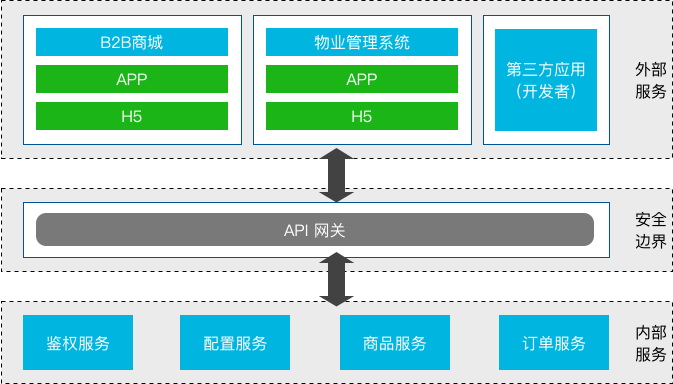 B2B商城
APP
H5
物业管理系统
APP
H5
第三方应用
（开发者）
外部
服务
API 网关
安全
边界
鉴权服务
配置服务
商品服务
订单服务
内部
服务